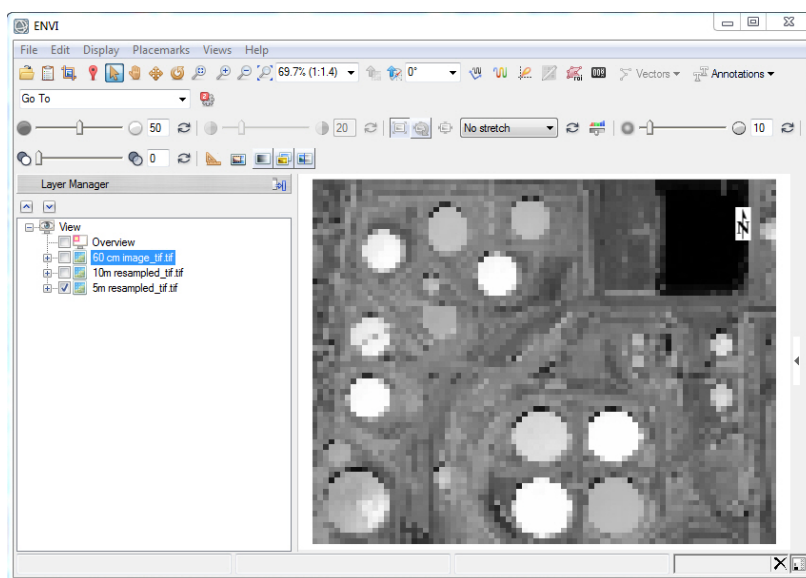 ENVI
File Edit Display Placemarks Views Help
69.7% (1:1.4) 0° Vectors Annotations
Go To
50 20 No stretch 10
0
Layer Manager
View
Overview
60 cm image_tif.tif
10m resampled_tif.tif
5m resampled_tif.tif
N